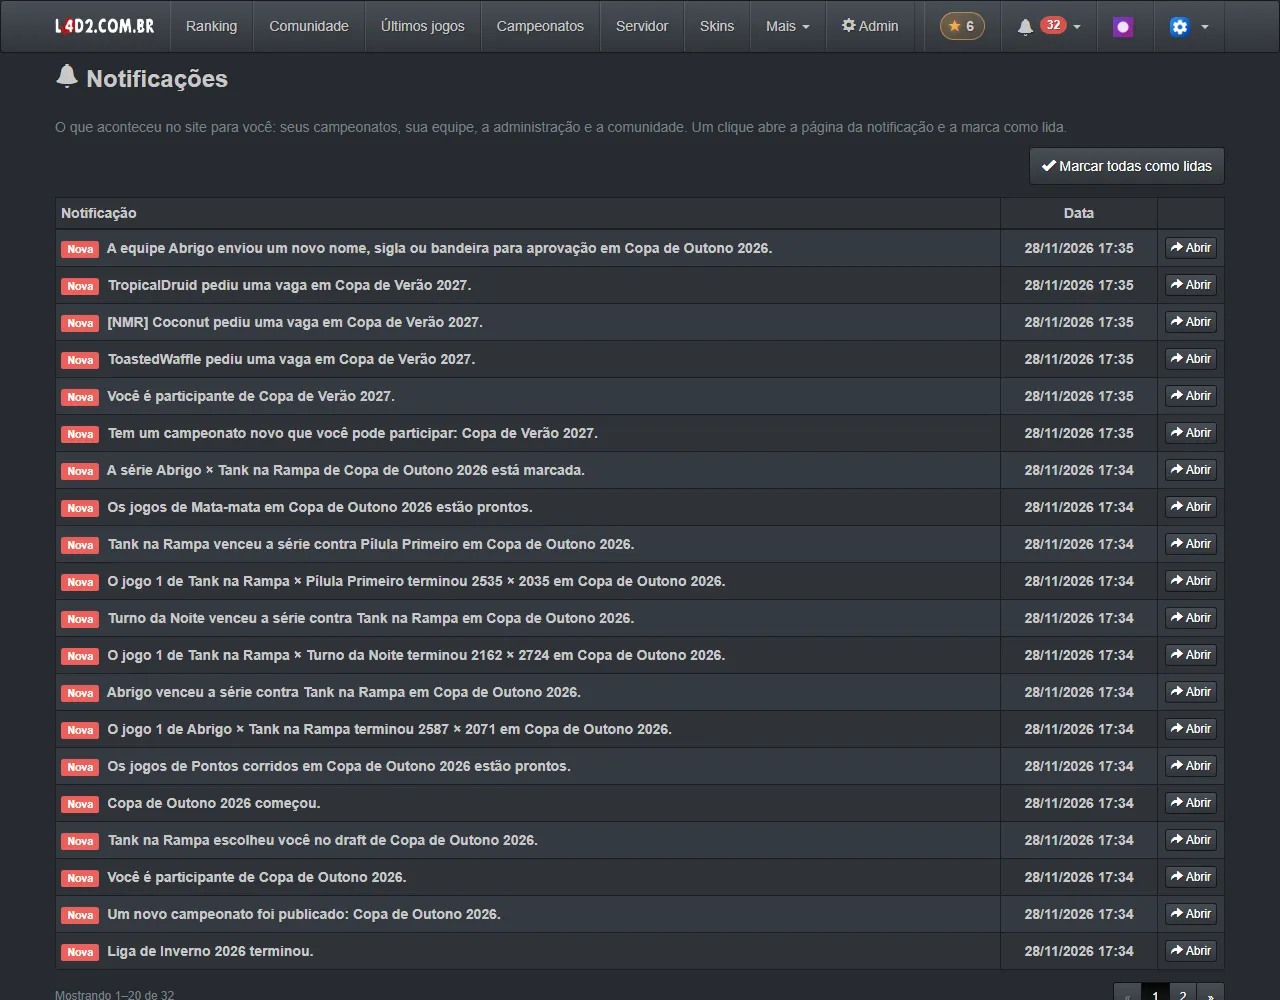 L4D2.COM.BR Ranking Comunidade Últimos jogos Campeonatos Servidor Skins Mais Admin 6 32
Notificações
O que aconteceu no site para você: seus campeonatos, sua equipe, a administração e a comunidade. Um clique abre a página da notificação e a marca como lida.
Marcar todas como lidas
Notificação Data
Nova A equipe Abrigo enviou um novo nome, sigla ou bandeira para aprovação em Copa de Outono 2026. 28/11/2026 17:35 Abrir
Nova TropicalDruid pediu uma vaga em Copa de Verão 2027. 28/11/2026 17:35 Abrir
Nova [NMR] Coconut pediu uma vaga em Copa de Verão 2027. 28/11/2026 17:35 Abrir
Nova ToastedWaffle pediu uma vaga em Copa de Verão 2027. 28/11/2026 17:35 Abrir
Nova Você é participante de Copa de Verão 2027. 28/11/2026 17:35 Abrir
Nova Tem um campeonato novo que você pode participar: Copa de Verão 2027. 28/11/2026 17:35 Abrir
Nova A série Abrigo × Tank na Rampa de Copa de Outono 2026 está marcada. 28/11/2026 17:34 Abrir
Nova Os jogos de Mata-mata em Copa de Outono 2026 estão prontos. 28/11/2026 17:34 Abrir
Nova Tank na Rampa venceu a série contra Pílula Primeiro em Copa de Outono 2026. 28/11/2026 17:34 Abrir
Nova O jogo 1 de Tank na Rampa × Pílula Primeiro terminou 2535 × 2035 em Copa de Outono 2026. 28/11/2026 17:34 Abrir
Nova Turno da Noite venceu a série contra Tank na Rampa em Copa de Outono 2026. 28/11/2026 17:34 Abrir
Nova O jogo 1 de Tank na Rampa × Turno da Noite terminou 2162 × 2724 em Copa de Outono 2026. 28/11/2026 17:34 Abrir
Nova Abrigo venceu a série contra Tank na Rampa em Copa de Outono 2026. 28/11/2026 17:34 Abrir
Nova O jogo 1 de Abrigo × Tank na Rampa terminou 2587 × 2071 em Copa de Outono 2026. 28/11/2026 17:34 Abrir
Nova Os jogos de Pontos corridos em Copa de Outono 2026 estão prontos. 28/11/2026 17:34 Abrir
Nova Copa de Outono 2026 começou. 28/11/2026 17:34 Abrir
Nova Tank na Rampa escolheu você no draft de Copa de Outono 2026. 28/11/2026 17:34 Abrir
Nova Você é participante de Copa de Outono 2026. 28/11/2026 17:34 Abrir
Nova Um novo campeonato foi publicado: Copa de Outono 2026. 28/11/2026 17:34 Abrir
Nova Liga de Inverno 2026 terminou. 28/11/2026 17:34 Abrir
Mostrando 1–20 de 32 « 1 2 »